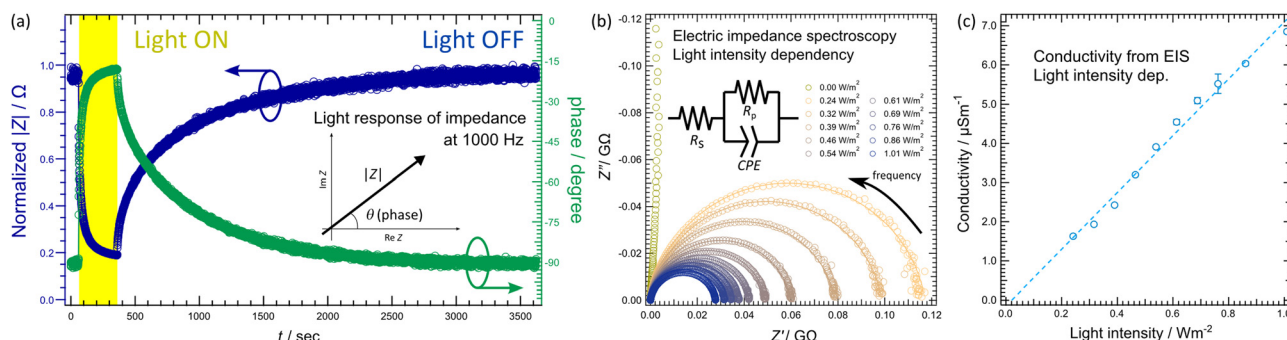 (a)
Light ON
Light OFF
Normalized |Z| / Ω
1.0
0.8
0.6
0.4
0.2
0.0
Light response of impedance
at 1000 Hz
Im Z
|Z|
θ (phase)
Re Z
0
-15
-30
-45
-60
-75
-90
phase / degree
0
500
1000
1500
2000
2500
3000
3500
t / sec
(b)
Electric impedance spectroscopy
Light intensity dependency
Rs
Rp
CPE
0.00 W/m²
0.24 W/m²
0.32 W/m²
0.39 W/m²
0.46 W/m²
0.54 W/m²
0.61 W/m²
0.69 W/m²
0.76 W/m²
0.86 W/m²
1.01 W/m²
frequency
Z''/ GΩ
-0.12
-0.10
-0.08
-0.06
-0.04
-0.02
0.00
0.00
0.02
0.04
0.06
0.08
0.10
0.12
Z'/ GΩ
(c)
Conductivity from EIS
Light intensity dep.
Conductivity / μSm⁻¹
7.0
6.0
5.0
4.0
3.0
2.0
1.0
0.0
0.0
0.2
0.4
0.6
0.8
1.0
Light intensity / Wm⁻²